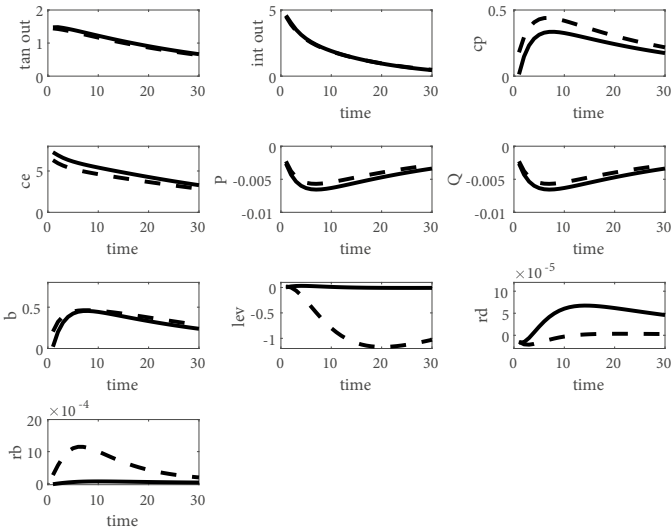 2
1
0
tan out
0 10 20 30
time
5
0
int out
0 10 20 30
time
0.5
0
cp
0 10 20 30
time
5
0
ce
0 10 20 30
time
0
-0.005
-0.01
P
0 10 20 30
time
0
-0.005
-0.01
Q
0 10 20 30
time
0.5
0
b
0 10 20 30
time
0
-0.5
-1
lev
0 10 20 30
time
×10 -5
10
5
0
rd
0 10 20 30
time
×10 -4
20
10
0
rb
0 10 20 30
time